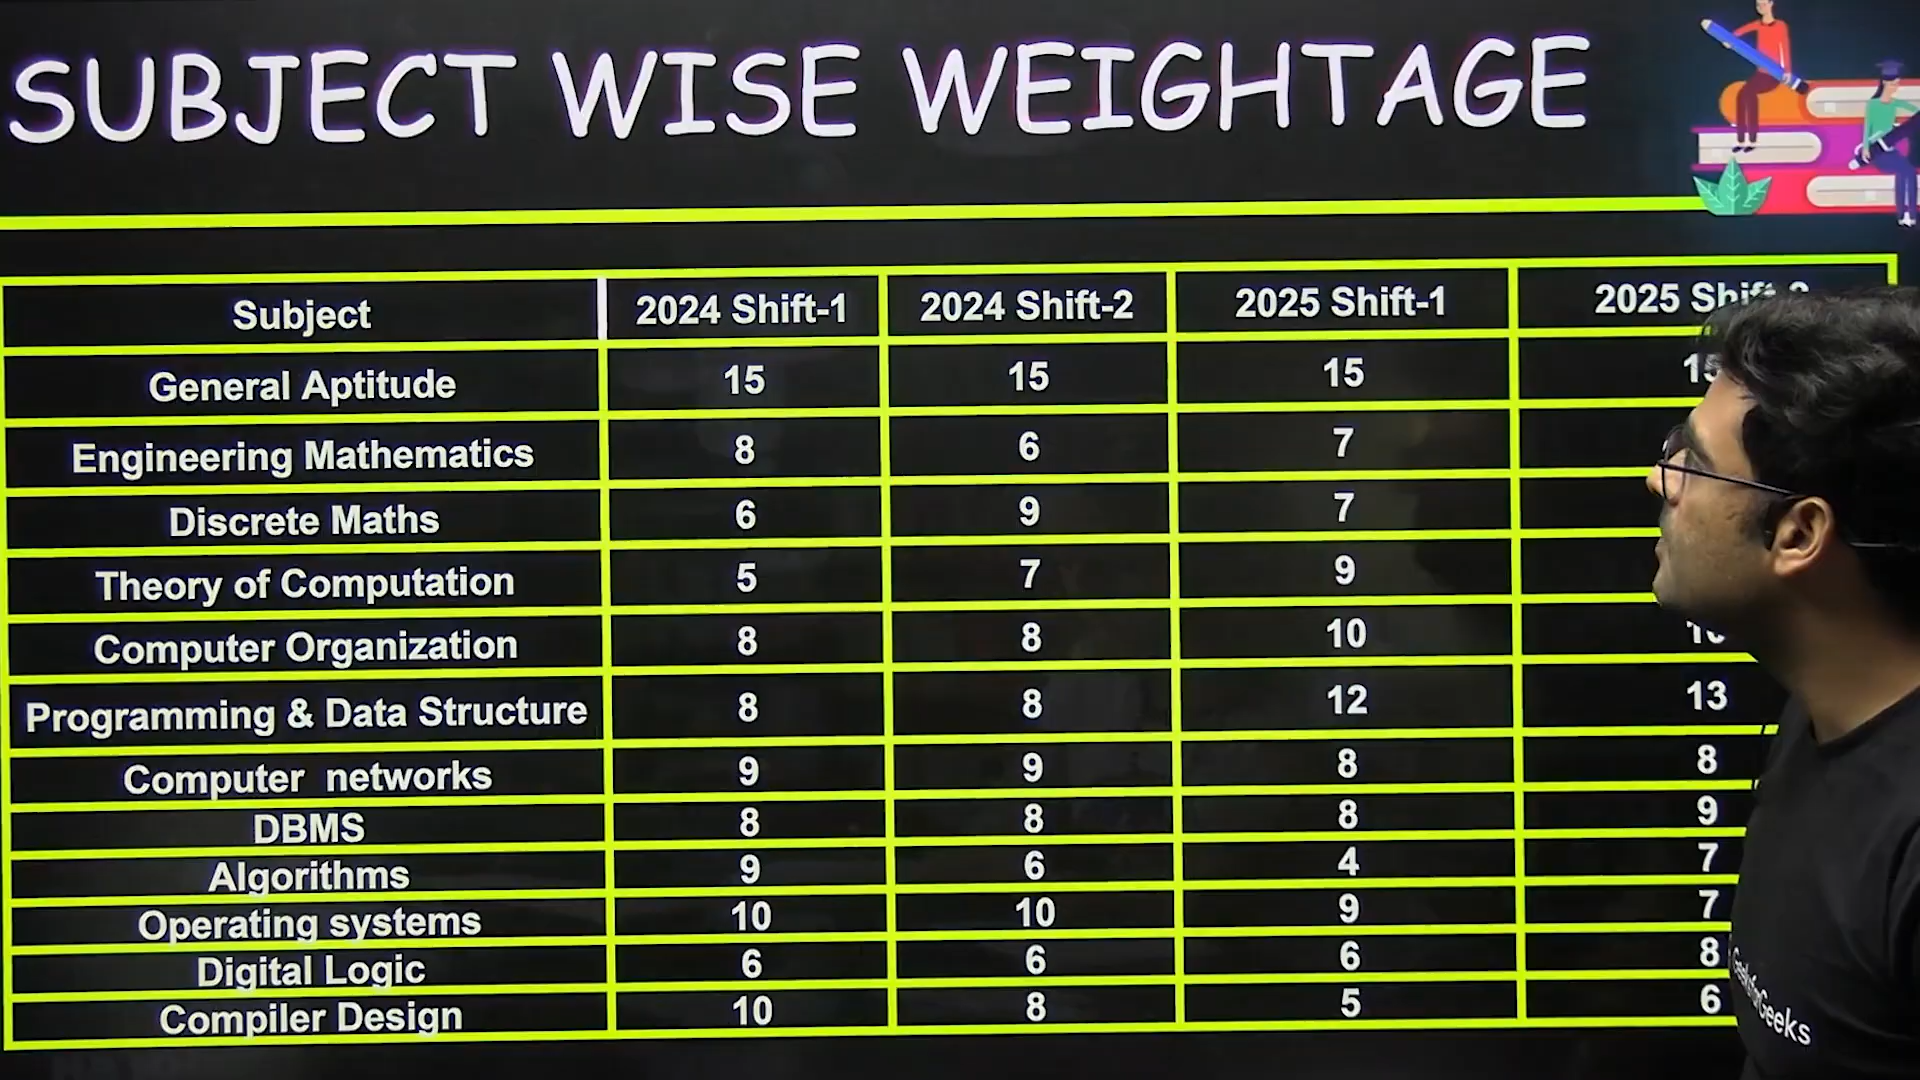 SUBJECT WISE WEIGHTAGE
Subject 2024 Shift-1 2024 Shift-2 2025 Shift-1 2025
General Aptitude 15 15 15 15
Engineering Mathematics 8 6 7
Discrete Maths 6 9 7
Theory of Computation 5 7 9
Computer Organization 8 8 10
Programming & Data Structure 8 8 12 13
Computer networks 9 9 8 8
DBMS 8 8 8 9
Algorithms 9 6 4 7
Operating systems 10 10 9 7
Digital Logic 6 6 6 8
Compiler Design 10 8 5 6
GeeksforGeeks